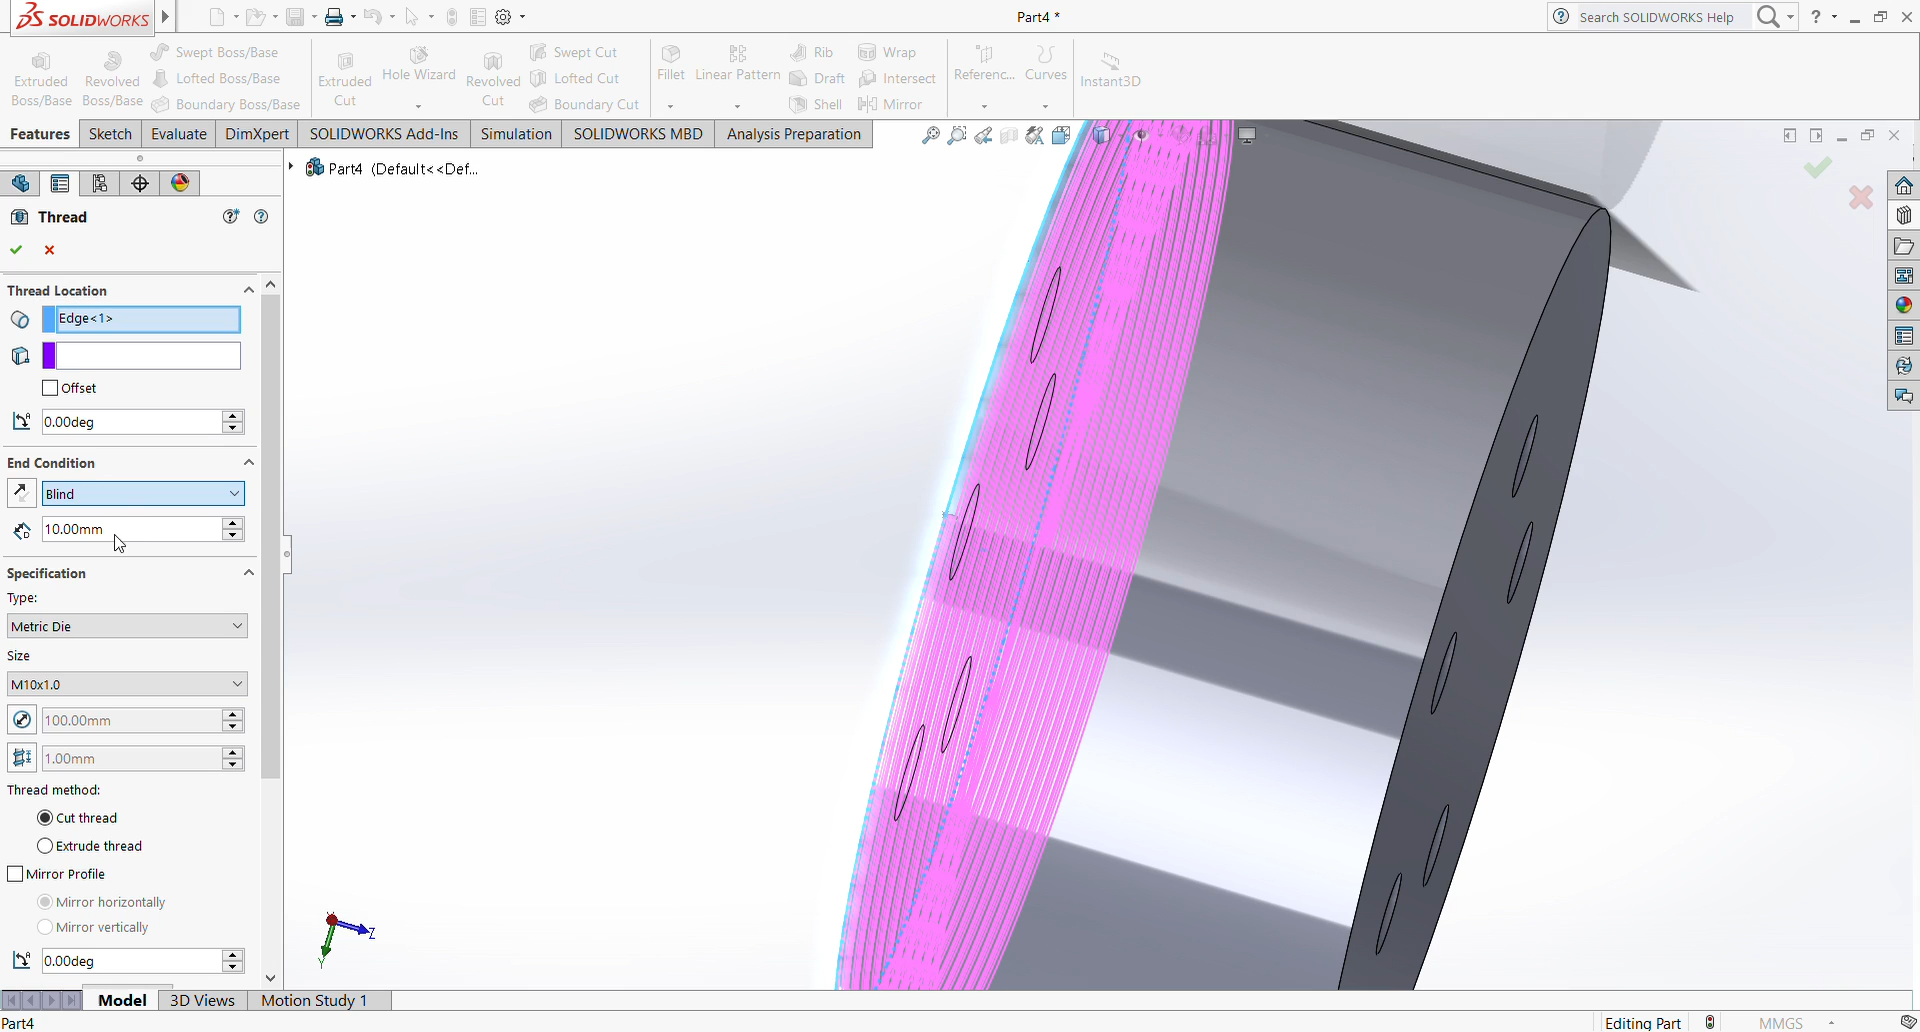 SOLIDWORKS
Part4 *
Search SOLIDWORKS Help
Extruded Boss/Base
Revolved Boss/Base
Swept Boss/Base
Lofted Boss/Base
Boundary Boss/Base
Extruded Cut
Hole Wizard
Revolved Cut
Swept Cut
Lofted Cut
Boundary Cut
Fillet
Linear Pattern
Rib
Draft
Shell
Wrap
Intersect
Mirror
Referenc...
Curves
Instant3D
Features
Sketch
Evaluate
DimXpert
SOLIDWORKS Add-Ins
Simulation
SOLIDWORKS MBD
Analysis Preparation
Part4 (Default<<Def...
Thread
Thread Location
Edge<1>
Offset
0.00deg
End Condition
Blind
10.00mm
Specification
Type:
Metric Die
Size
M10x1.0
100.00mm
1.00mm
Thread method:
Cut thread
Extrude thread
Mirror Profile
Mirror horizontally
Mirror vertically
0.00deg
Z
Y
Model
3D Views
Motion Study 1
Part4
Editing Part
MMGS